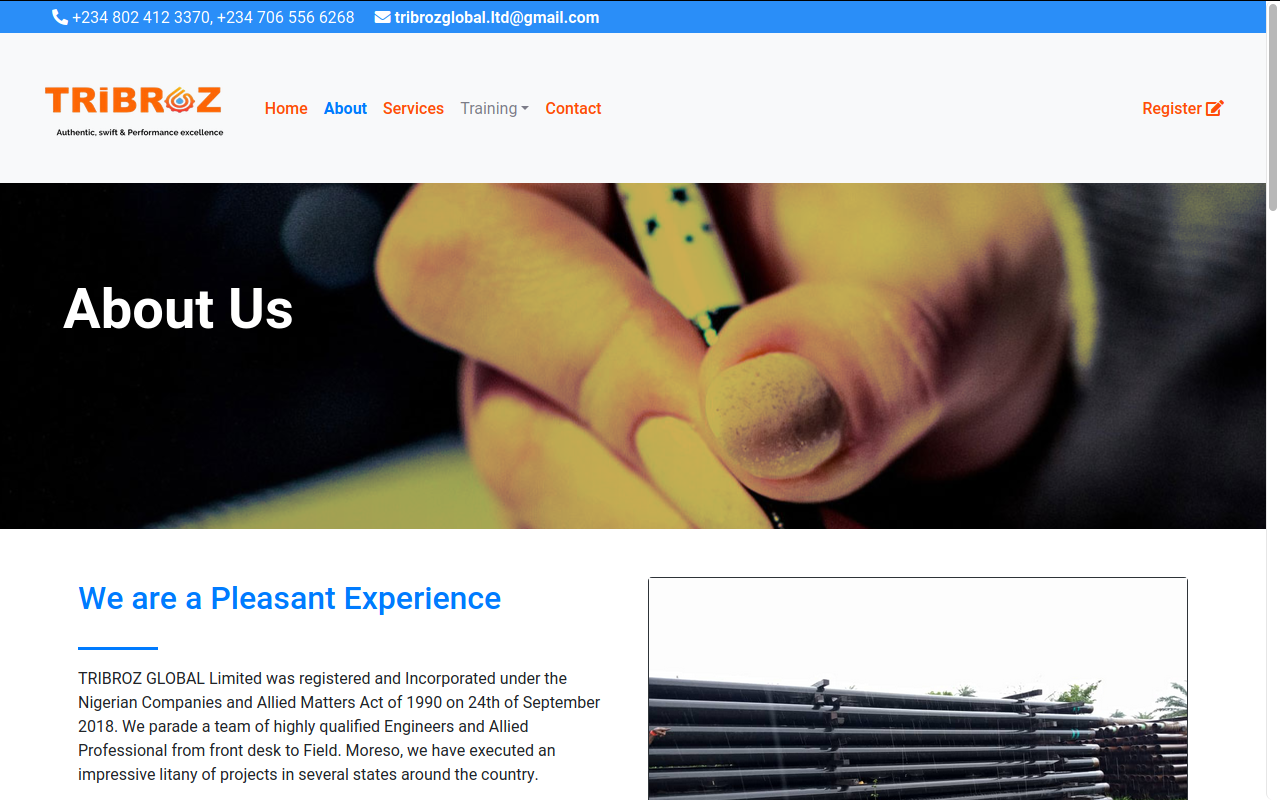 +234 802 412 3370, +234 706 556 6268 tribrozglobal.ltd@gmail.com
TRiBROZ
Authentic, swift & Performance excellence
Home About Services Training Contact Register
About Us
We are a Pleasant Experience
TRIBROZ GLOBAL Limited was registered and Incorporated under the
Nigerian Companies and Allied Matters Act of 1990 on 24th of September
2018. We parade a team of highly qualified Engineers and Allied
Professional from front desk to Field. Moreso, we have executed an
impressive litany of projects in several states around the country.